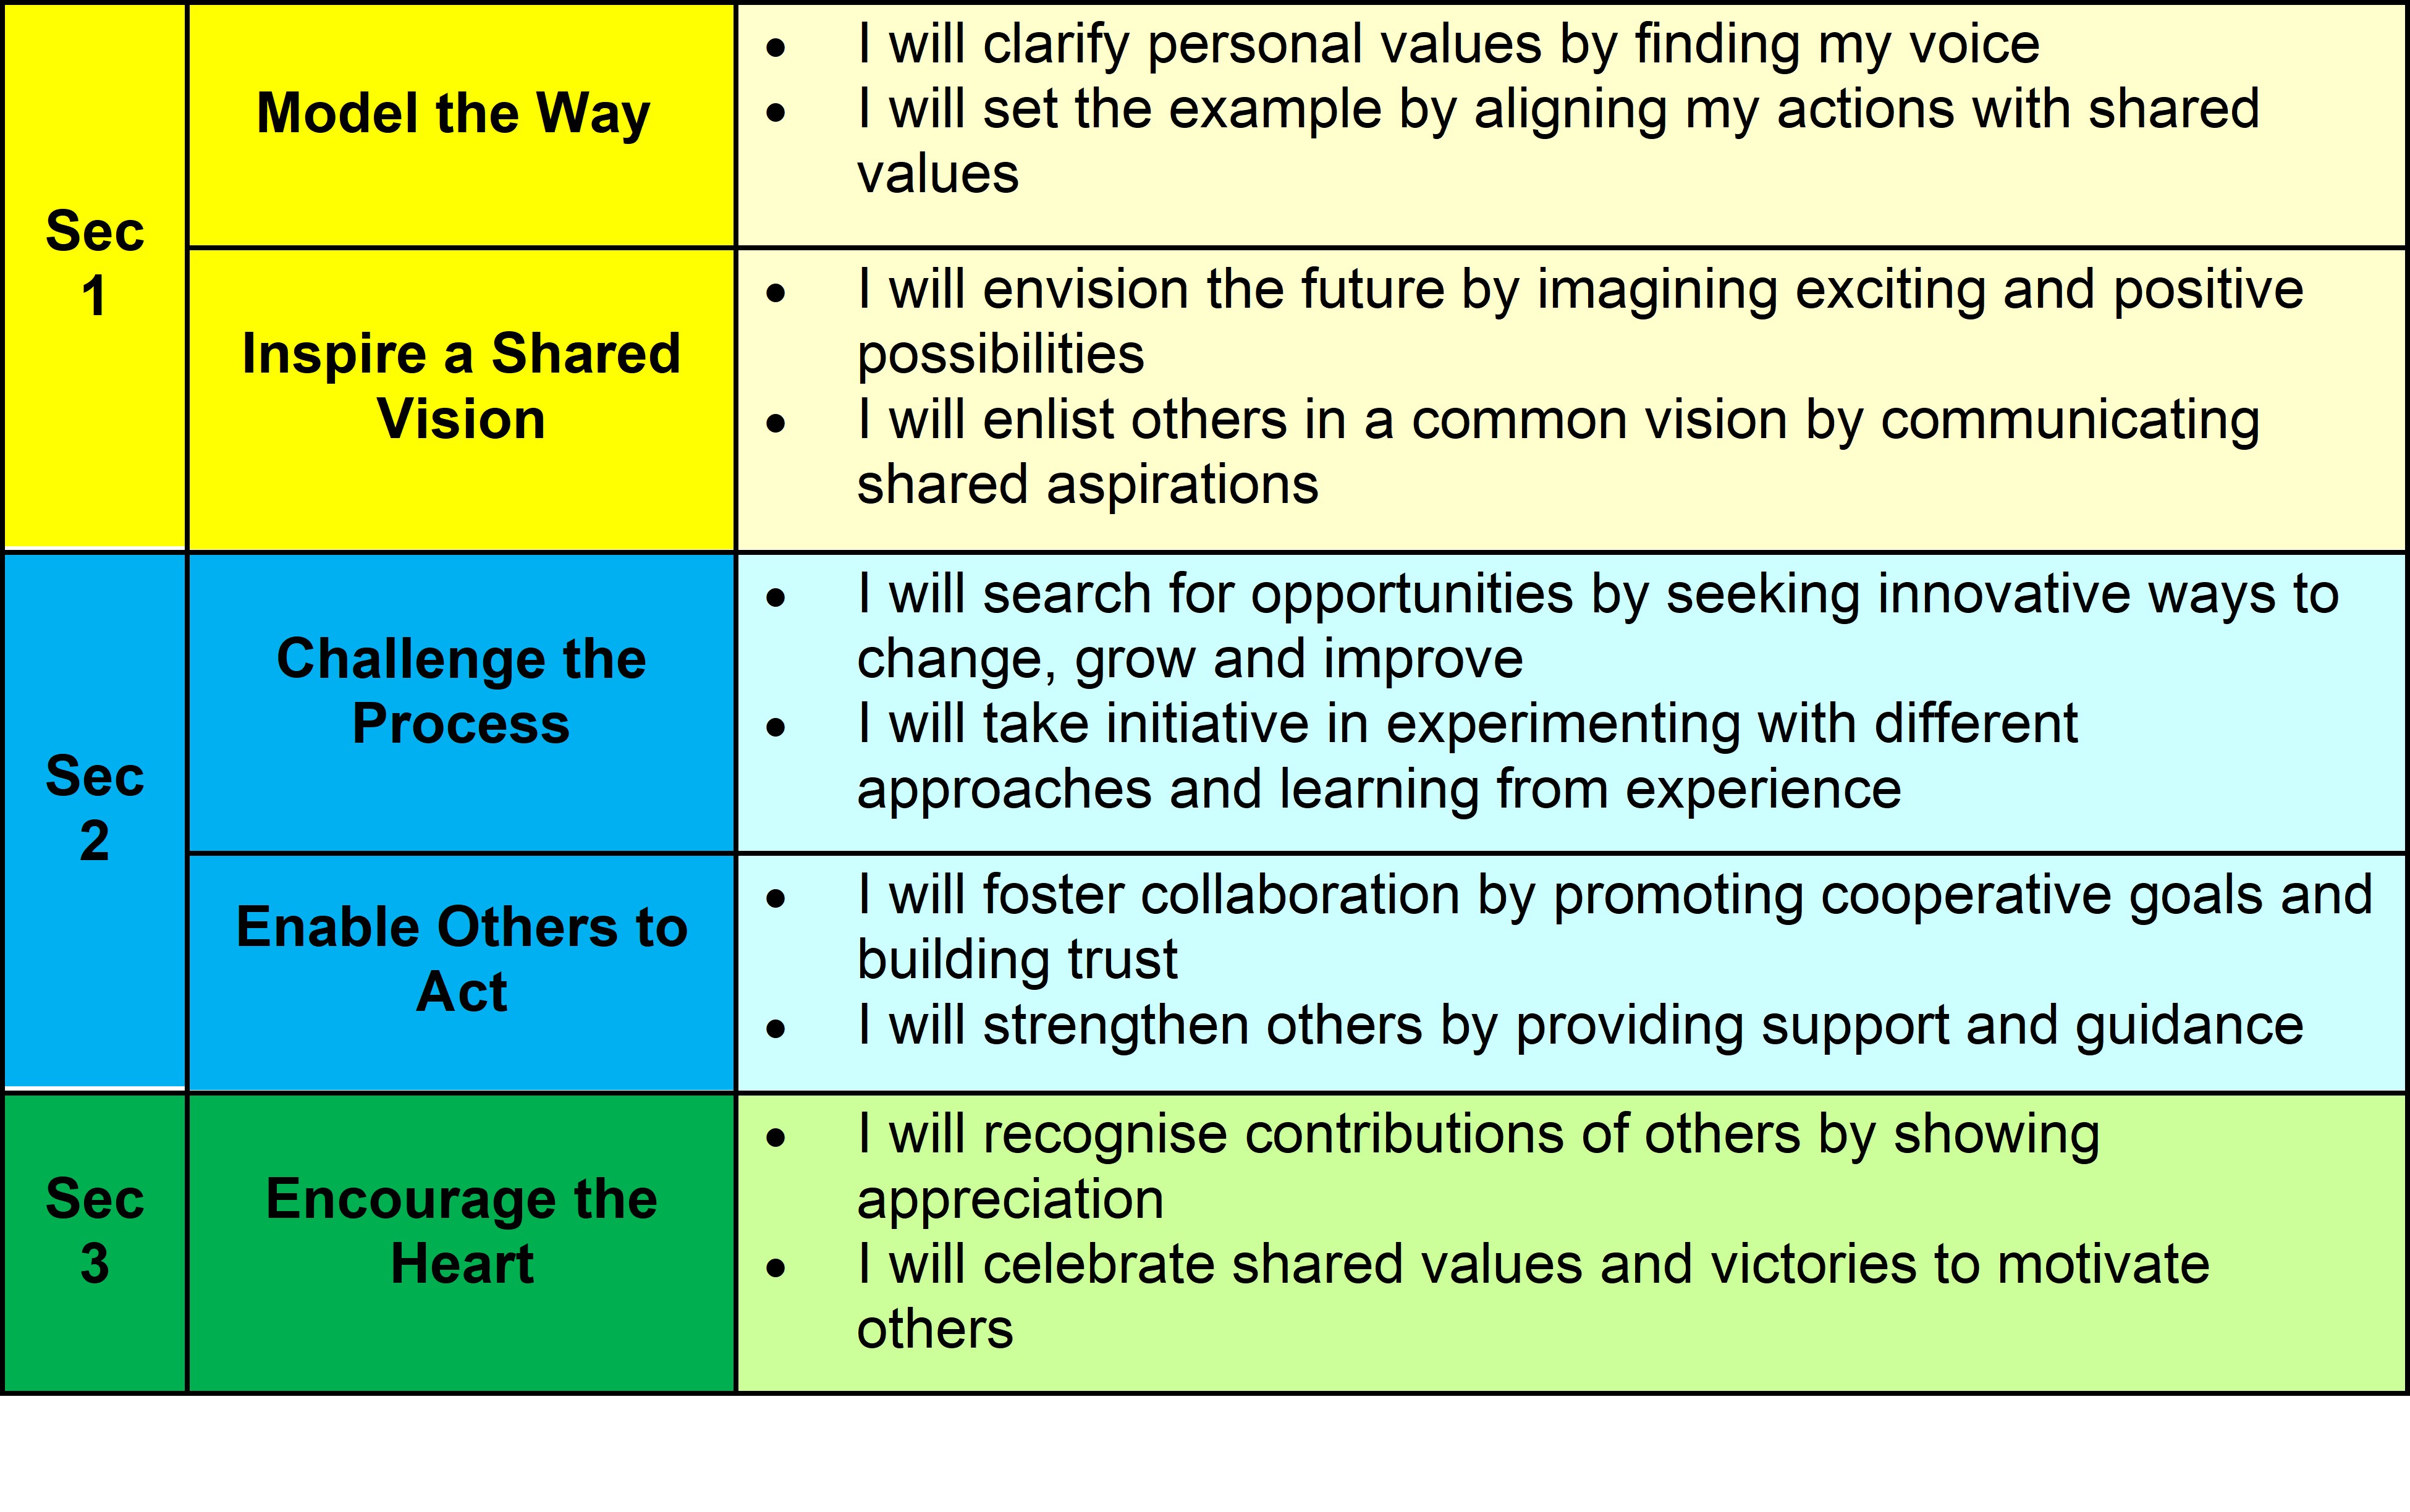 Sec
1
Model the Way
• I will clarify personal values by finding my voice
• I will set the example by aligning my actions with shared
values
Inspire a Shared
Vision
• I will envision the future by imagining exciting and positive
possibilities
• I will enlist others in a common vision by communicating
shared aspirations
Sec
2
Challenge the
Process
• I will search for opportunities by seeking innovative ways to
change, grow and improve
• I will take initiative in experimenting with different
approaches and learning from experience
Enable Others to
Act
• I will foster collaboration by promoting cooperative goals and
building trust
• I will strengthen others by providing support and guidance
Sec
3
Encourage the
Heart
• I will recognise contributions of others by showing
appreciation
• I will celebrate shared values and victories to motivate
others